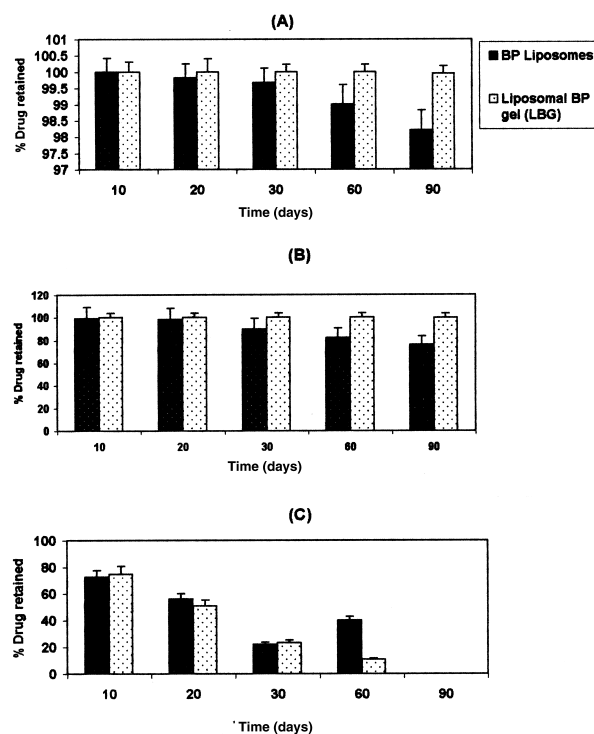 (A)
% Drug retained
101
100.5
100
99.5
99
98.5
98
97.5
97
10 20 30 60 90
Time (days)
BP Liposomes
Liposomal BP
gel (LBG)
(B)
% Drug retained
120
100
80
60
40
20
0
10 20 30 60 90
Time (days)
(C)
% Drug retained
100
80
60
40
20
0
10 20 30 60 90
Time (days)